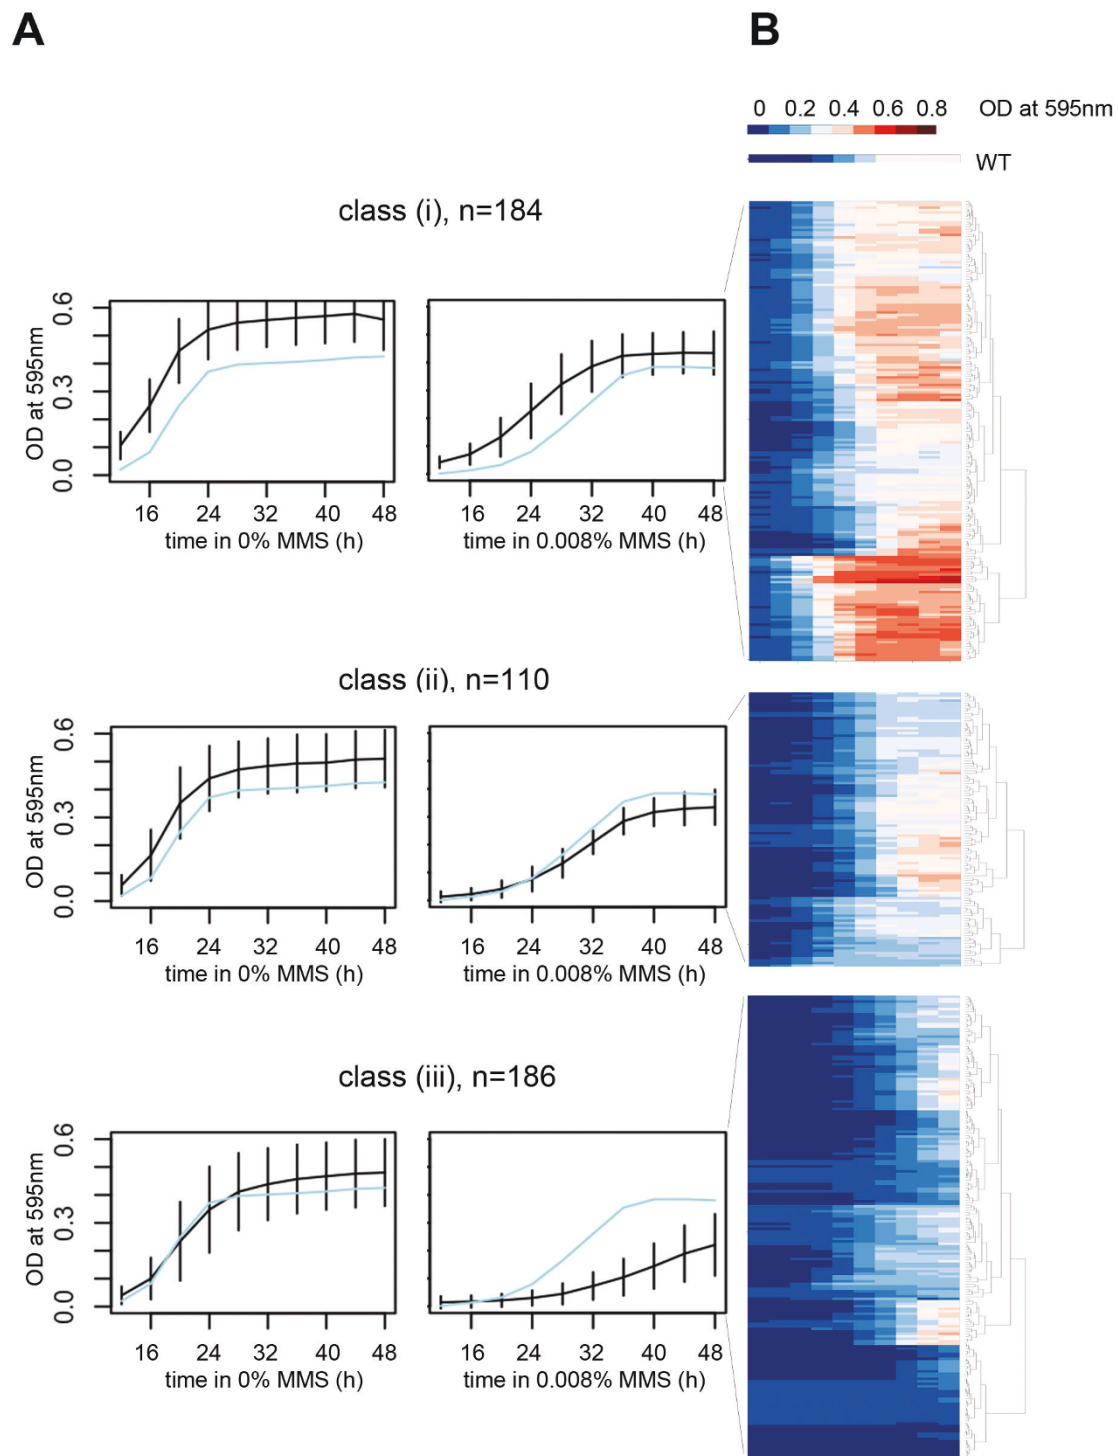 A
B
0 0.2 0.4 0.6 0.8 OD at 595nm
WT
class (i), n=184
OD at 595nm
0.6
0.3
0.0
16 24 32 40 48
time in 0% MMS (h)
16 24 32 40 48
time in 0.008% MMS (h)
class (ii), n=110
OD at 595nm
0.6
0.3
0.0
16 24 32 40 48
time in 0% MMS (h)
16 24 32 40 48
time in 0.008% MMS (h)
class (iii), n=186
OD at 595nm
0.6
0.3
0.0
16 24 32 40 48
time in 0% MMS (h)
16 24 32 40 48
time in 0.008% MMS (h)